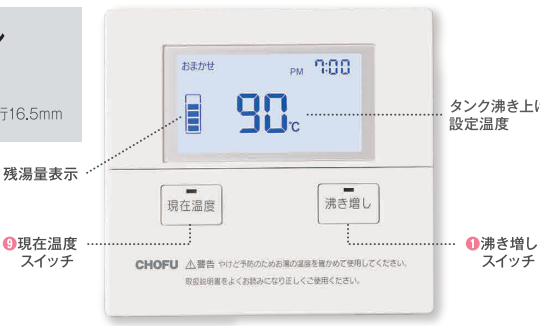 行16.5mm
おまかせ
PM 7:00
90℃
タンク沸き上
設定温度
残湯量表示
現在温度
沸き増し
❾現在温度
スイッチ
❶沸き増し
スイッチ
CHOFU ⚠警告 やけど予防のためお湯の温度を確かめて使用してください。
取扱説明書をよくお読みになり正しくご使用ください。